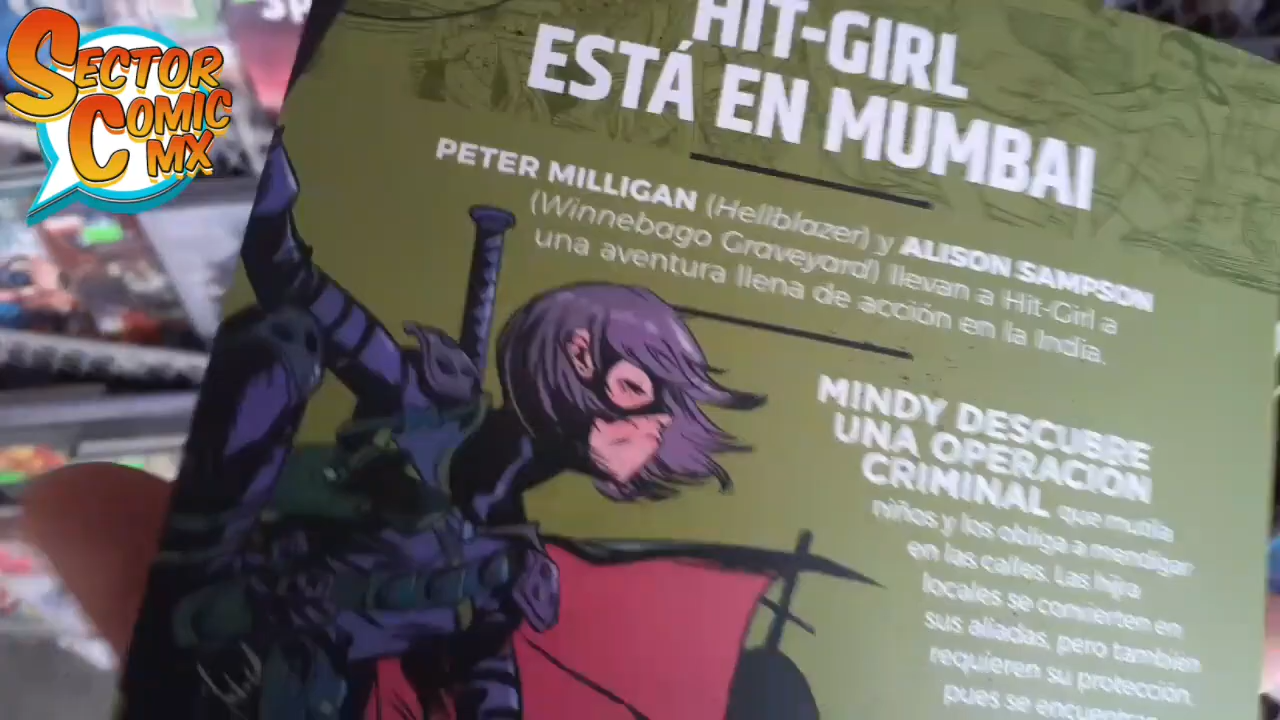 SECTOR
COMIC
MX
HIT-GIRL
ESTÁ EN MUMBAI
PETER MILLIGAN (Hellblazer) y ALISON SAMPSON
(Winnebago Graveyard) llevan a Hit-Girl a
una aventura llena de acción en la India.
MINDY DESCUBRE
UNA OPERACIÓN
CRIMINAL que mutila
niños y los obliga a mendigar
en las calles. Las hijra
locales se convierten en
sus aliadas, pero también
requieren su protección,
pues se